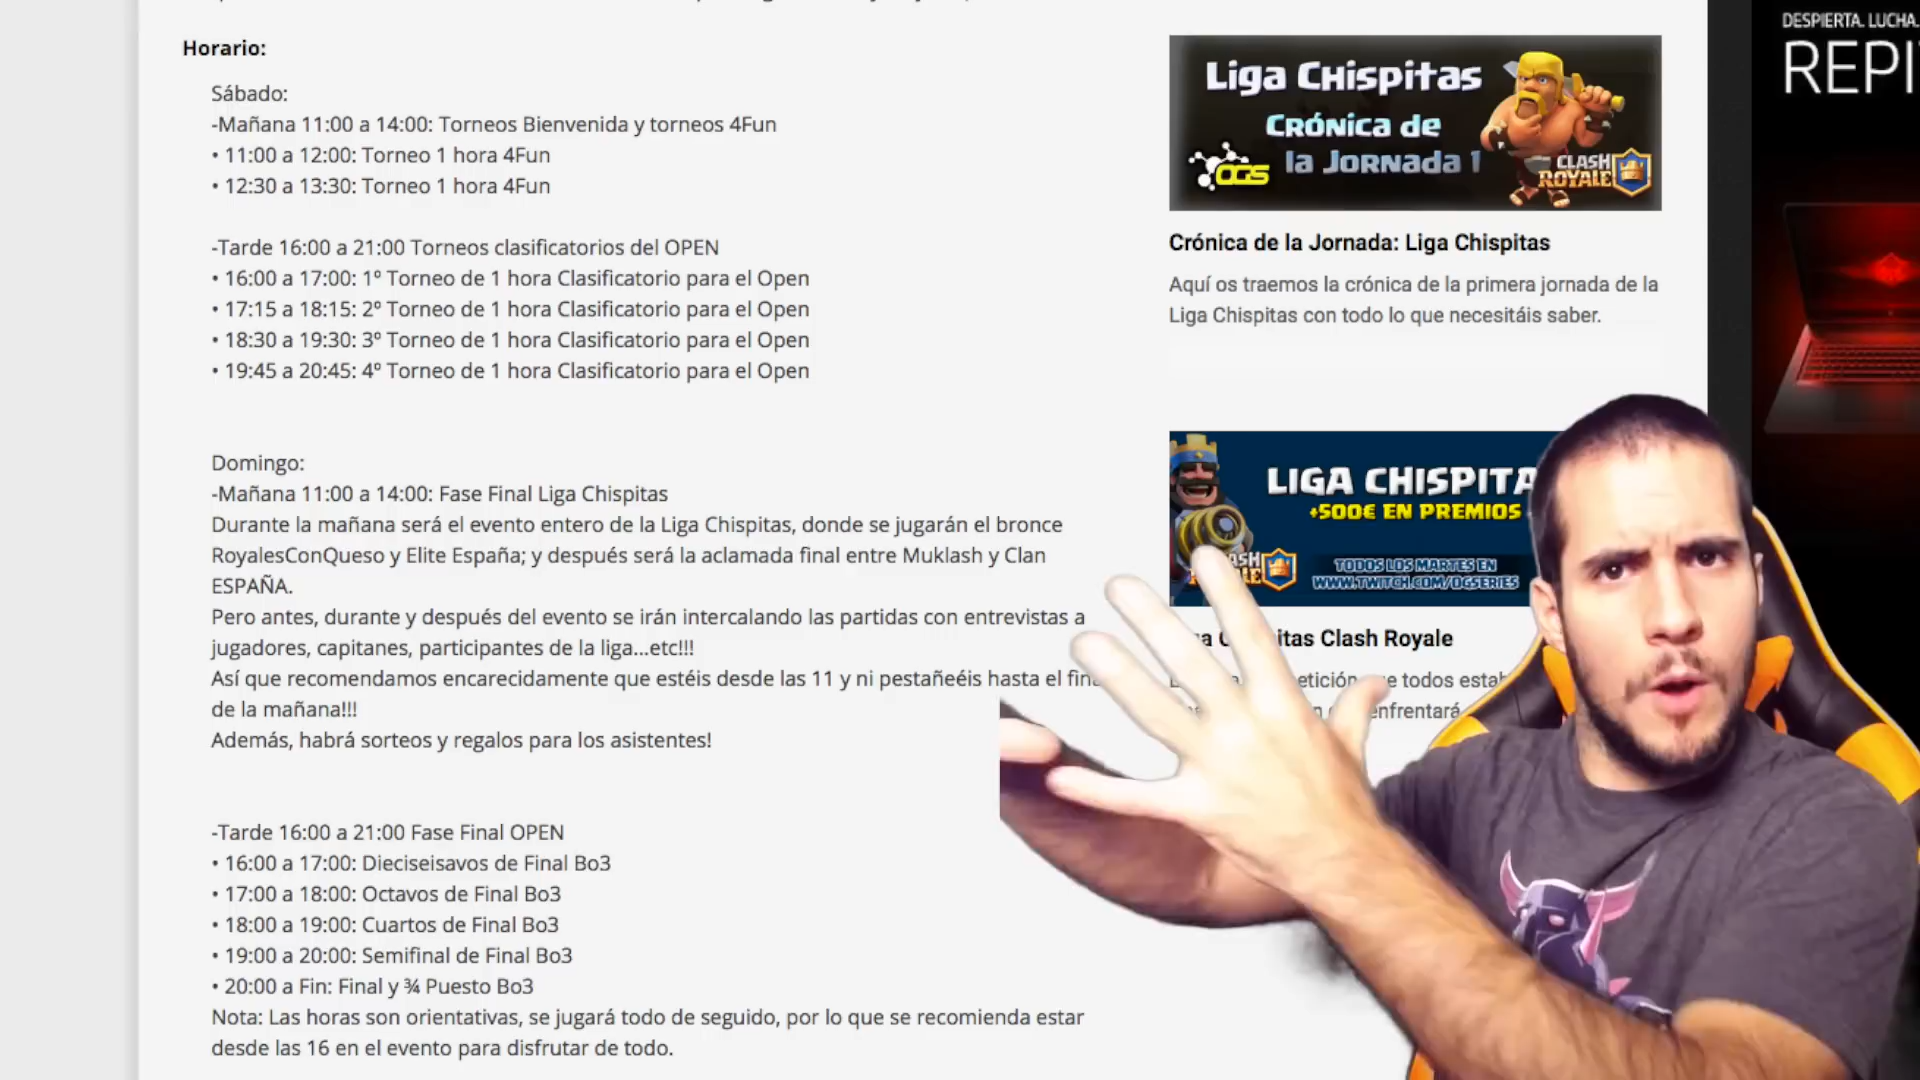 Horario:
Sábado:
-Mañana 11:00 a 14:00: Torneos Bienvenida y torneos 4Fun
• 11:00 a 12:00: Torneo 1 hora 4Fun
• 12:30 a 13:30: Torneo 1 hora 4Fun
-Tarde 16:00 a 21:00 Torneos clasificatorios del OPEN
• 16:00 a 17:00: 1º Torneo de 1 hora Clasificatorio para el Open
• 17:15 a 18:15: 2º Torneo de 1 hora Clasificatorio para el Open
• 18:30 a 19:30: 3º Torneo de 1 hora Clasificatorio para el Open
• 19:45 a 20:45: 4º Torneo de 1 hora Clasificatorio para el Open
Domingo:
-Mañana 11:00 a 14:00: Fase Final Liga Chispitas
Durante la mañana será el evento entero de la Liga Chispitas, donde se jugarán el bronce
RoyalesConQueso y Elite España; y después será la aclamada final entre Muklash y Clan
ESPAÑA.
Pero antes, durante y después del evento se irán intercalando las partidas con entrevistas a
jugadores, capitanes, participantes de la liga...etc!!!
Así que recomendamos encarecidamente que estéis desde las 11 y ni pestañeéis hasta el
de la mañana!!!
Además, habrá sorteos y regalos para los asistentes!
-Tarde 16:00 a 21:00 Fase Final OPEN
• 16:00 a 17:00: Dieciseisavos de Final Bo3
• 17:00 a 18:00: Octavos de Final Bo3
• 18:00 a 19:00: Cuartos de Final Bo3
• 19:00 a 20:00: Semifinal de Final Bo3
• 20:00 a Fin: Final y ¾ Puesto Bo3
Nota: Las horas son orientativas, se jugará todo de seguido, por lo que se recomienda estar
desde las 16 en el evento para disfrutar de todo.
Liga Chispitas
Crónica de
la Jornada 1
OGS
CLASH
ROYALE
Crónica de la Jornada: Liga Chispitas
Aquí os traemos la crónica de la primera jornada de la
Liga Chispitas con todo lo que necesitáis saber.
LIGA CHISPITA
+500€ EN PREMIOS
TODOS LOS MARTES EN
WWW.TWITCH.COM/OGSERIES
Chispitas Clash Royale
todos
enfrentará
DESPIERTA. LUCHA.
REPI